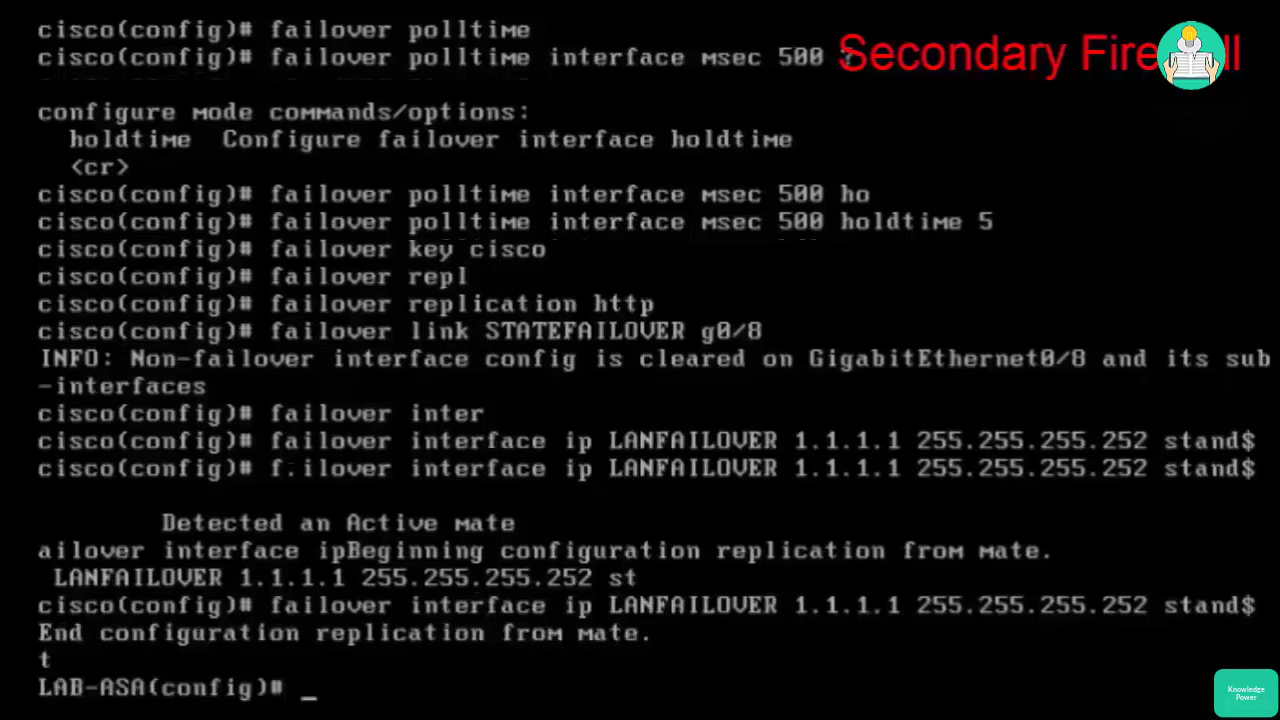 cisco(config)# failover polltime
cisco(config)# failover polltime interface msec 500 ?
Secondary Fire ll
configure mode commands/options:
holdtime  Configure failover interface holdtime
<cr>
cisco(config)# failover polltime interface msec 500 ho
cisco(config)# failover polltime interface msec 500 holdtime 5
cisco(config)# failover key cisco
cisco(config)# failover repl
cisco(config)# failover replication http
cisco(config)# failover link STATEFAILOVER g0/8
INFO: Non-failover interface config is cleared on GigabitEthernet0/8 and its sub
-interfaces
cisco(config)# failover inter
cisco(config)# failover interface ip LANFAILOVER 1.1.1.1 255.255.255.252 stand$
cisco(config)# f.ilover interface ip LANFAILOVER 1.1.1.1 255.255.255.252 stand$
Detected an Active mate
ailover interface ipBeginning configuration replication from mate.
LANFAILOVER 1.1.1.1 255.255.255.252 st
cisco(config)# failover interface ip LANFAILOVER 1.1.1.1 255.255.255.252 stand$
End configuration replication from mate.
t
LAB-ASA(config)# _
Knowledge
Power